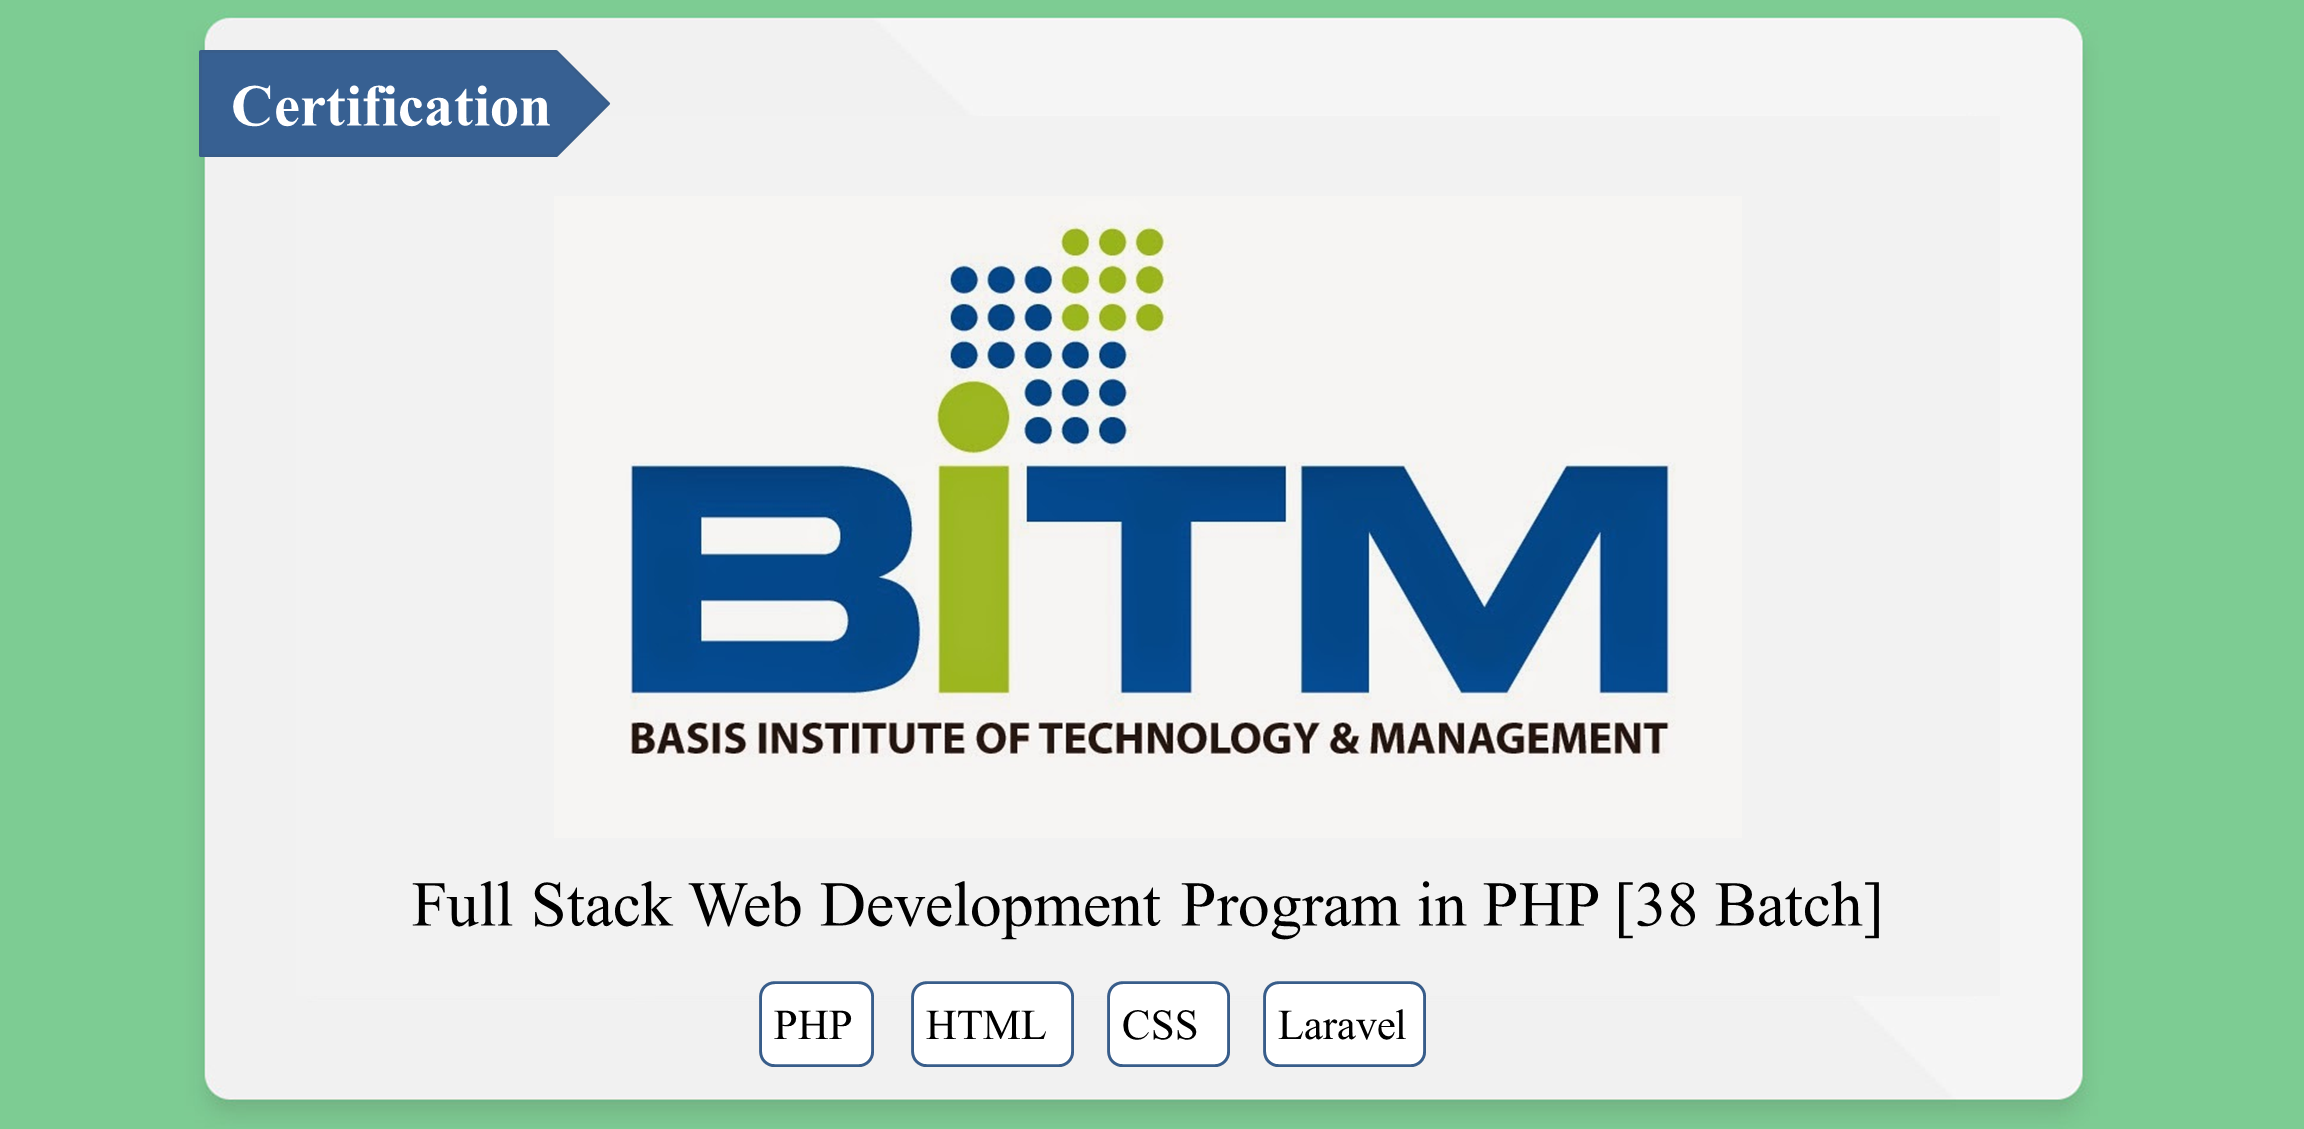 Certification
BiTM
BASIS INSTITUTE OF TECHNOLOGY & MANAGEMENT
Full Stack Web Development Program in PHP [38 Batch]
PHP HTML CSS Laravel